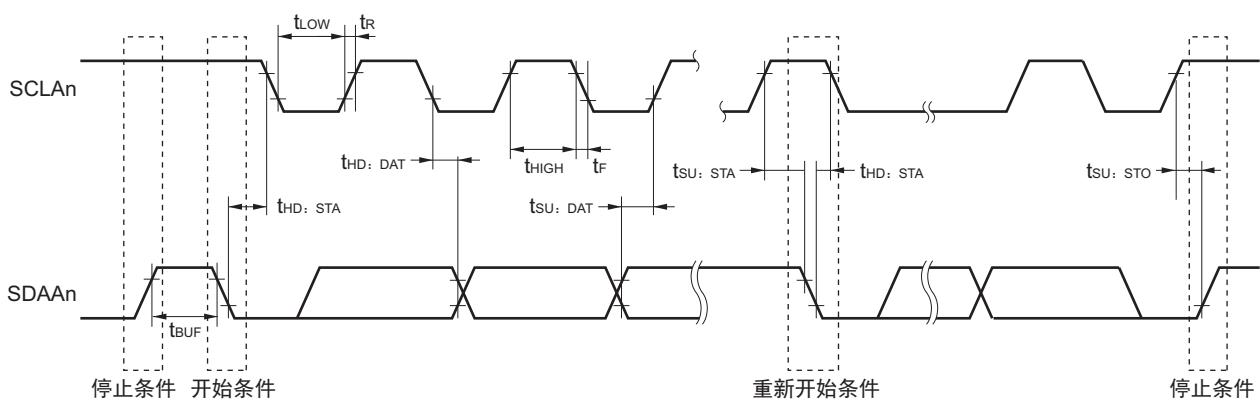 tLOW tR
SCLAn
tHD：DAT tHIGH tF tSU：STA tHD：STA tSU：STO
tHD：STA tSU：DAT
SDAAn
tBUF
停止条件 开始条件 重新开始条件 停止条件